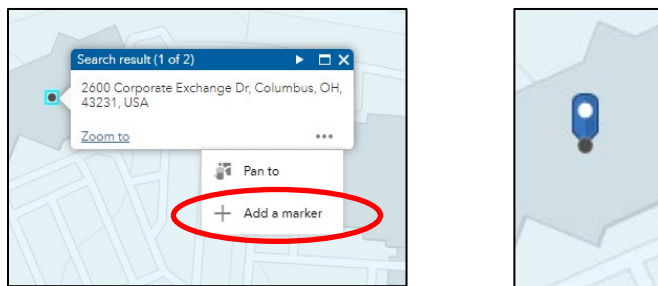 Search result (1 of 2)
2600 Corporate Exchange Dr, Columbus, OH,
43231, USA
Zoom to
Pan to
Add a marker